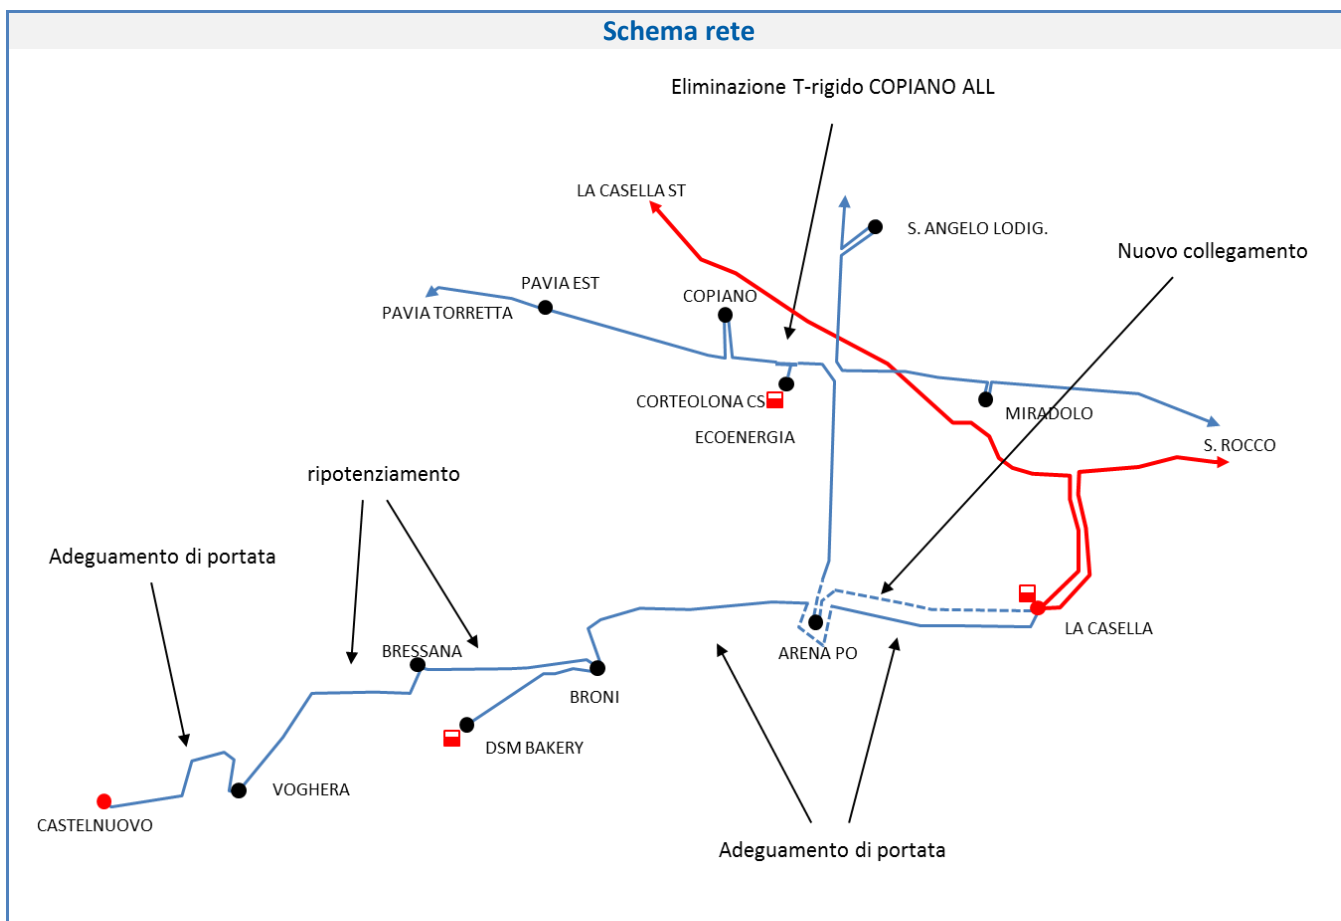 Schema rete
Eliminazione T-rigido COPIANO ALL
LA CASELLA ST
S. ANGELO LODIG.
Nuovo collegamento
PAVIA EST
COPIANO
PAVIA TORRETTA
CORTEOLONA CS
MIRADOLO
ECOENERGIA
S. ROCCO
ripotenziamento
Adeguamento di portata
LA CASELLA
BRESSANA
ARENA PO
BRONI
DSM BAKERY
VOGHERA
CASTELNUOVO
Adeguamento di portata